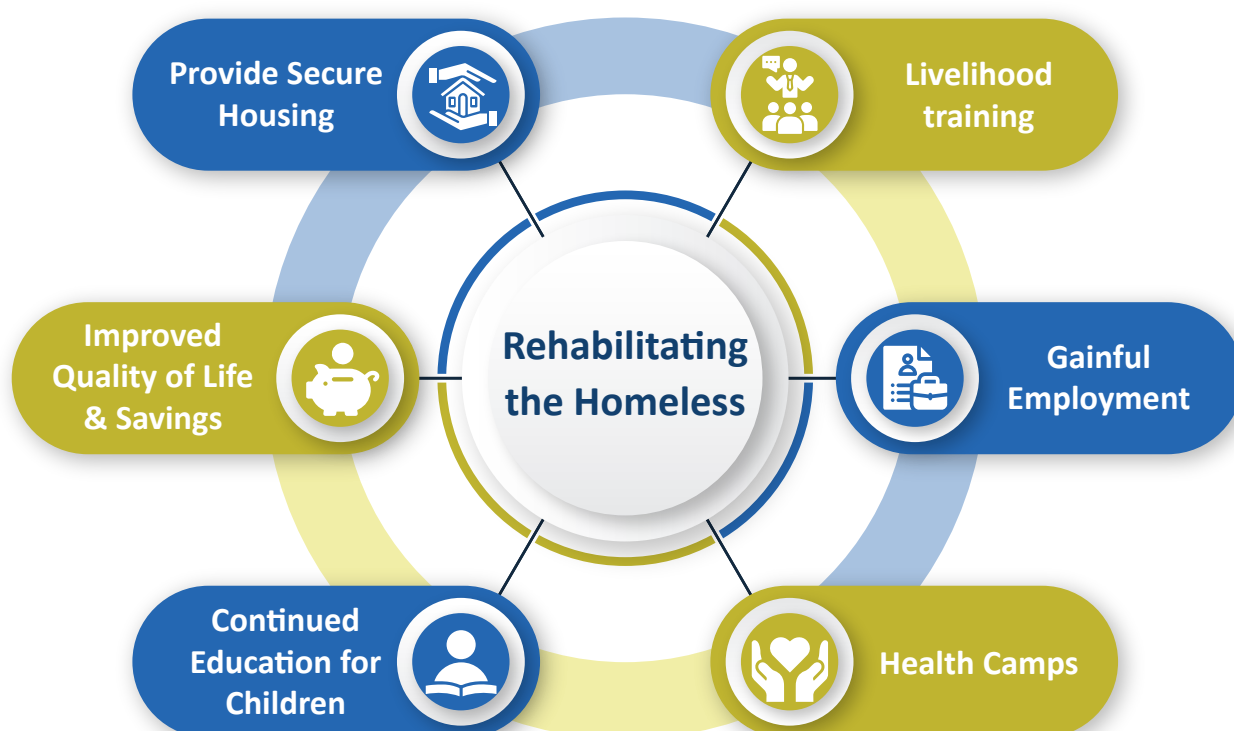 Provide Secure
Housing
Livelihood
training
Improved
Quality of Life
& Savings
Rehabilitating
the Homeless
Gainful
Employment
Continued
Education for
Children
Health Camps